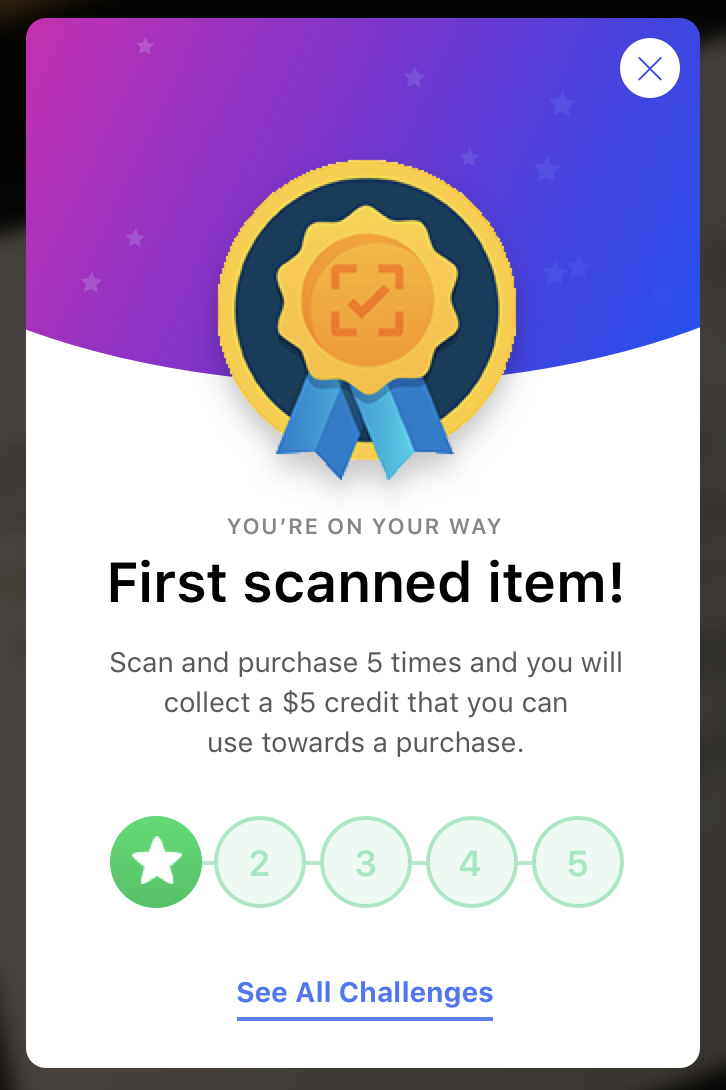 YOU’RE ON YOUR WAY
First scanned item!
Scan and purchase 5 times and you will
collect a $5 credit that you can
use towards a purchase.
2 3 4 5
See All Challenges